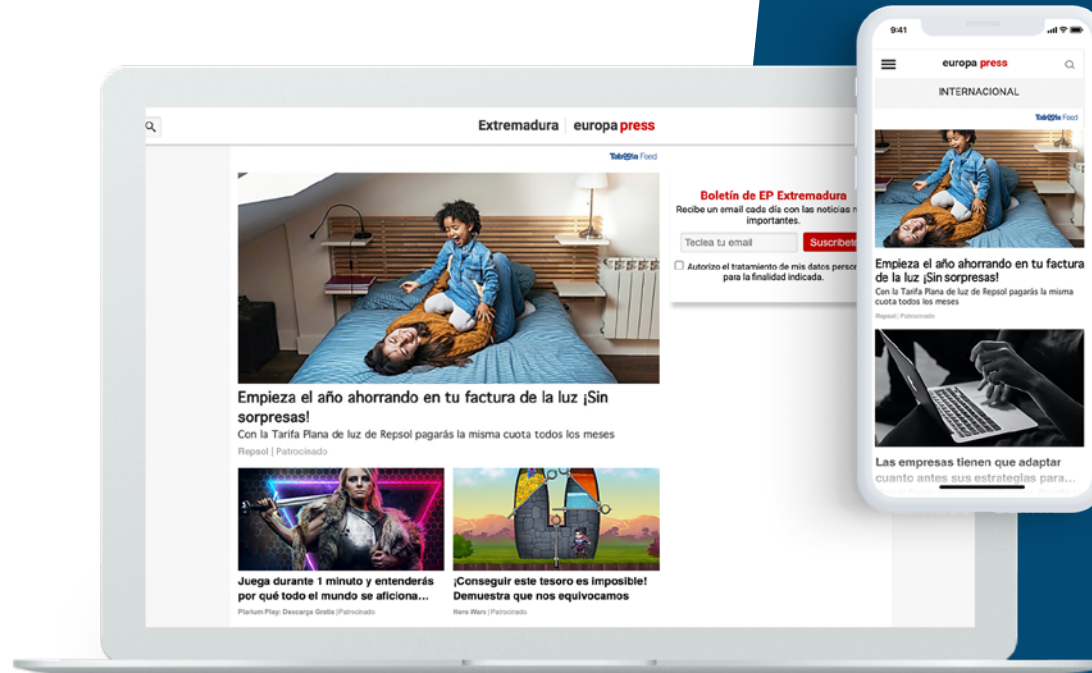 Extremadura europa press
Taboola Feed
Boletín de EP Extremadura
Recibe un email cada día con las noticias
importantes.
Teclea tu email Suscríbete
Autorizo el tratamiento de mis datos
para la finalidad indicada.
Empieza el año ahorrando en tu factura de la luz ¡Sin
sorpresas!
Con la Tarifa Plana de luz de Repsol pagarás la misma cuota todos los meses
Repsol | Patrocinado
Juega durante 1 minuto y entenderás
por qué todo el mundo se aficiona...
Plarium Play: Descarga Gratis | Patrocinado
¡Conseguir este tesoro es imposible!
Demuestra que nos equivocamos
Hero Wars | Patrocinado
9:41
europa press
INTERNACIONAL
Taboola Feed
Empieza el año ahorrando en tu factura
de la luz ¡Sin sorpresas!
Con la Tarifa Plana de luz de Repsol pagarás la misma
cuota todos los meses
Repsol | Patrocinado
Las empresas tienen que adaptar
cuanto antes sus estrategias para...